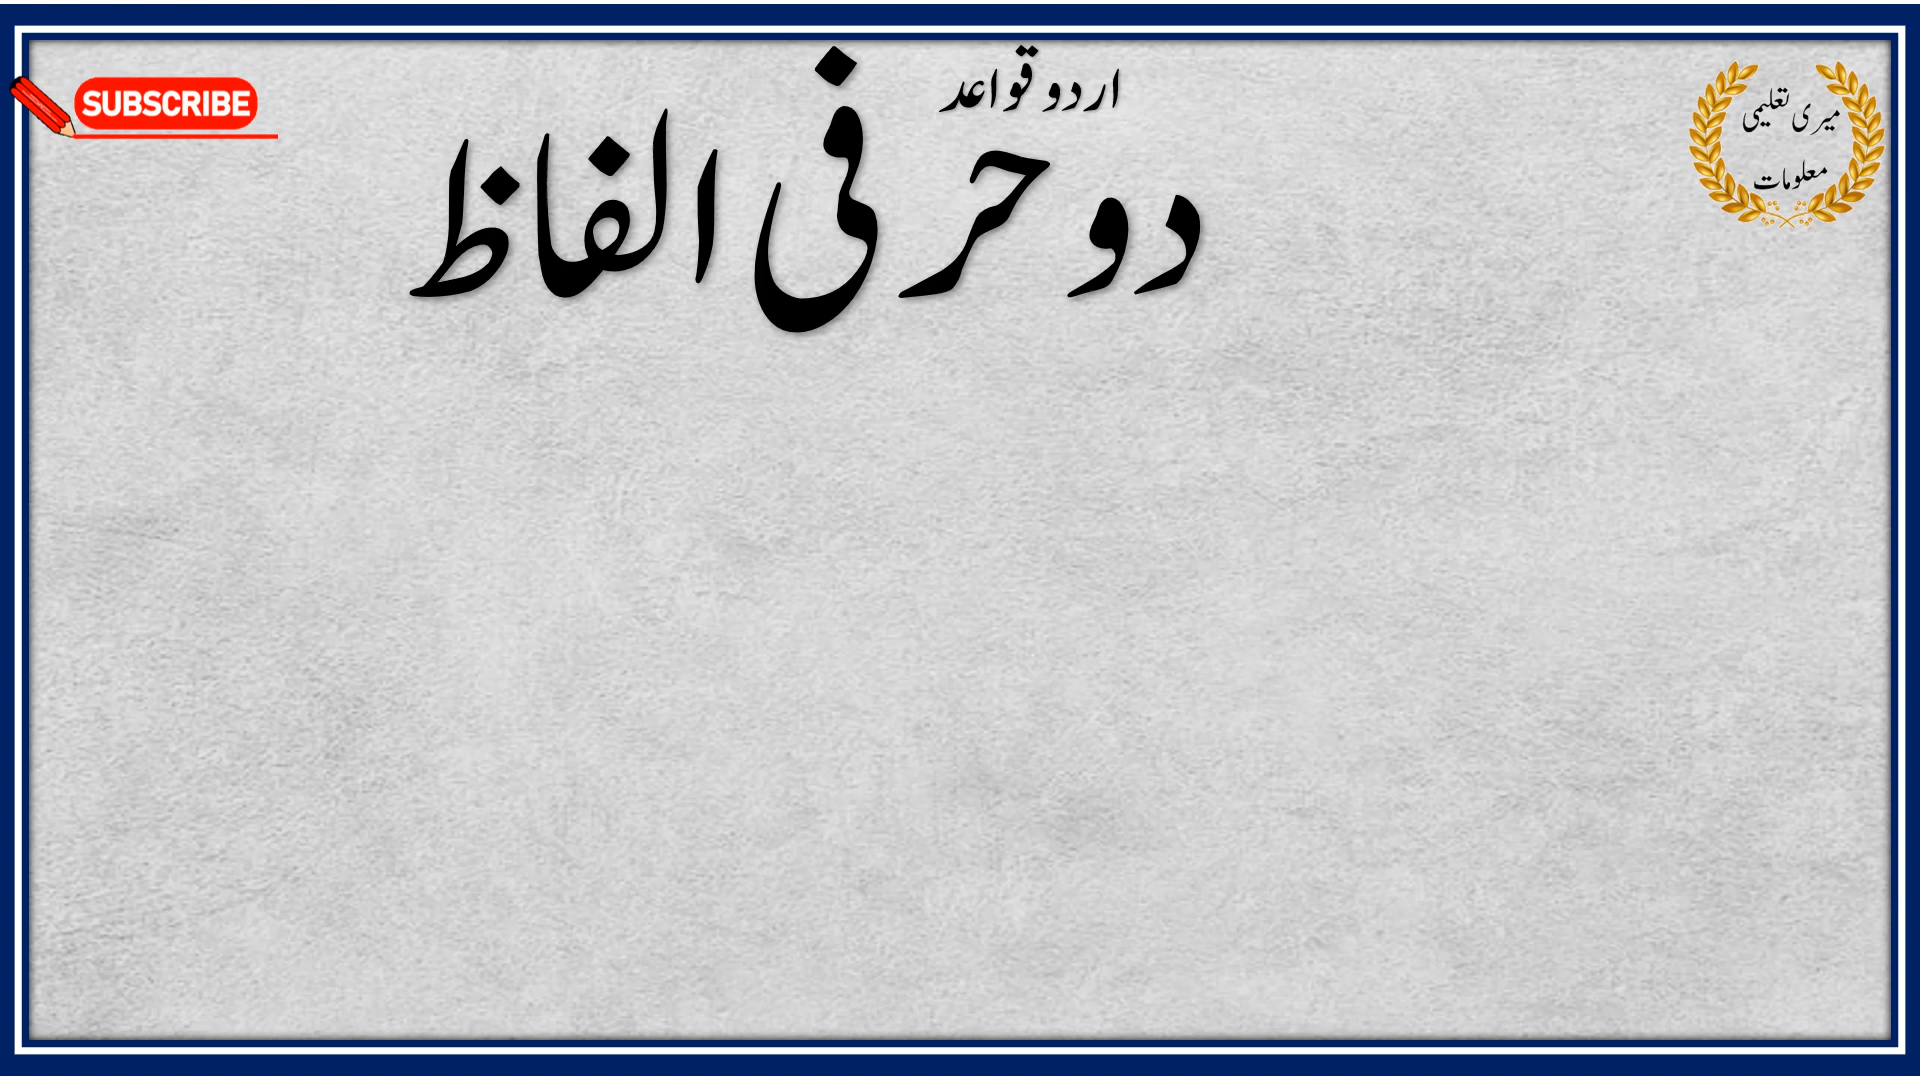 اردو قواعد
دو حرفی الفاظ
SUBSCRIBE
میری تعلیمی
معلومات